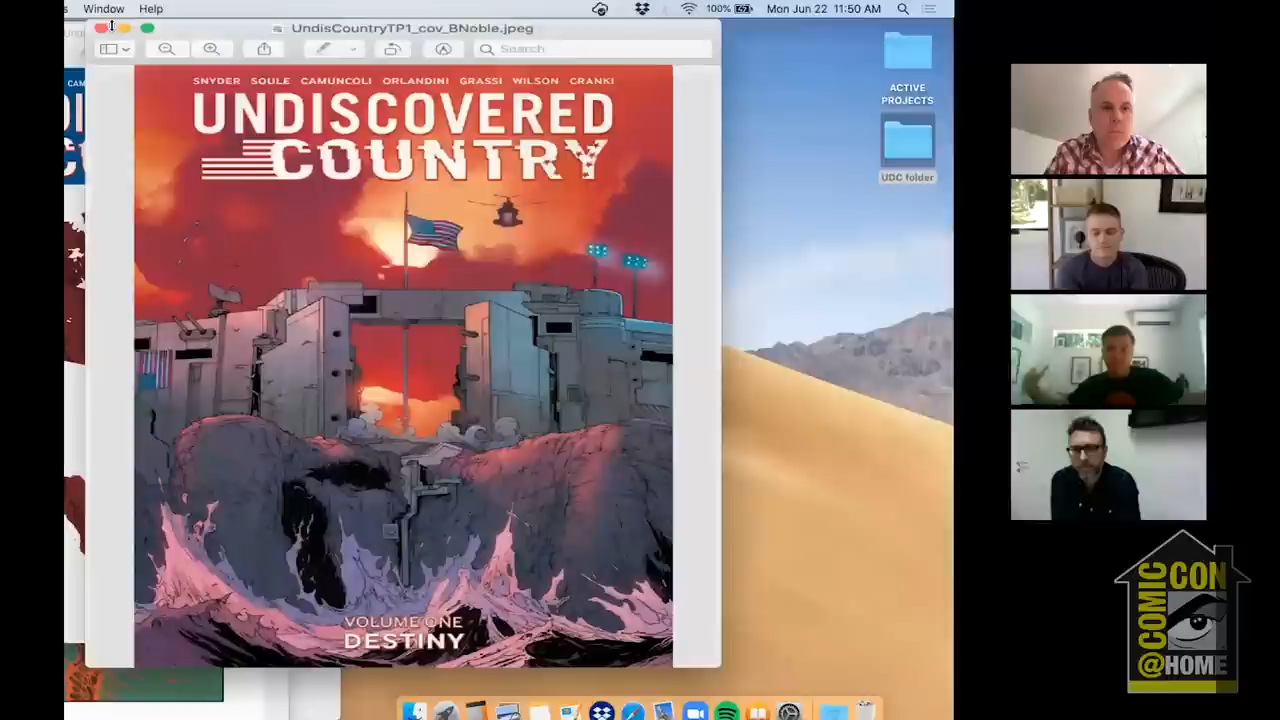 Window Help
100%
Mon Jun 22 11:50 AM
UndisCountryTP1_cov_BNoble.jpeg
Search
SNYDER SOULE CAMUNCOLI ORLANDINI GRASSI WILSON CRANKI
UNDISCOVERED
COUNTRY
VOLUME ONE
DESTINY
ACTIVE
PROJECTS
UDC folder
COMIC CON
@HOME